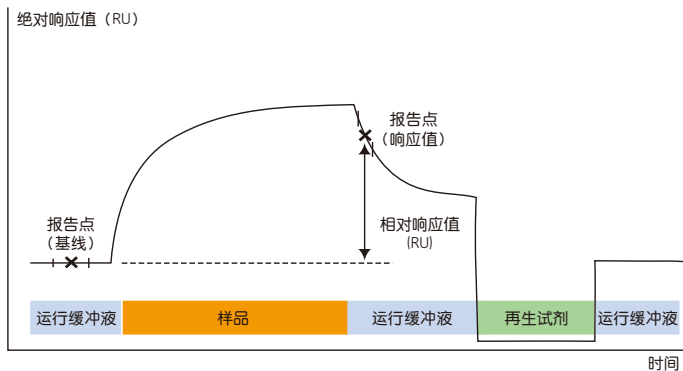 绝对响应值（RU）
报告点
（响应值）
报告点
（基线）
相对响应值
(RU)
运行缓冲液
样品
运行缓冲液
再生试剂
运行缓冲液
时间